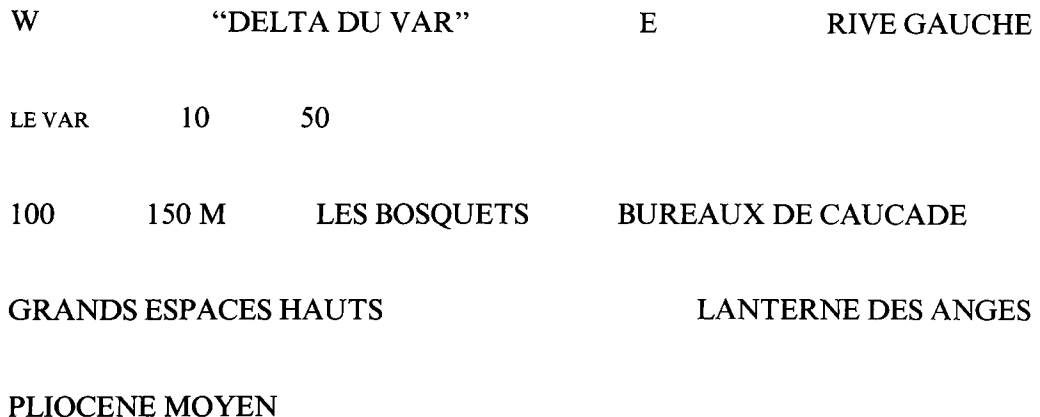 W “DELTA DU VAR” E RIVE GAUCHE
LE VAR 10 50
100 150 M LES BOSQUETS BUREAUX DE CAUCADE
GRANDS ESPACES HAUTS LANTERNE DES ANGES
PLIOCENE MOYEN